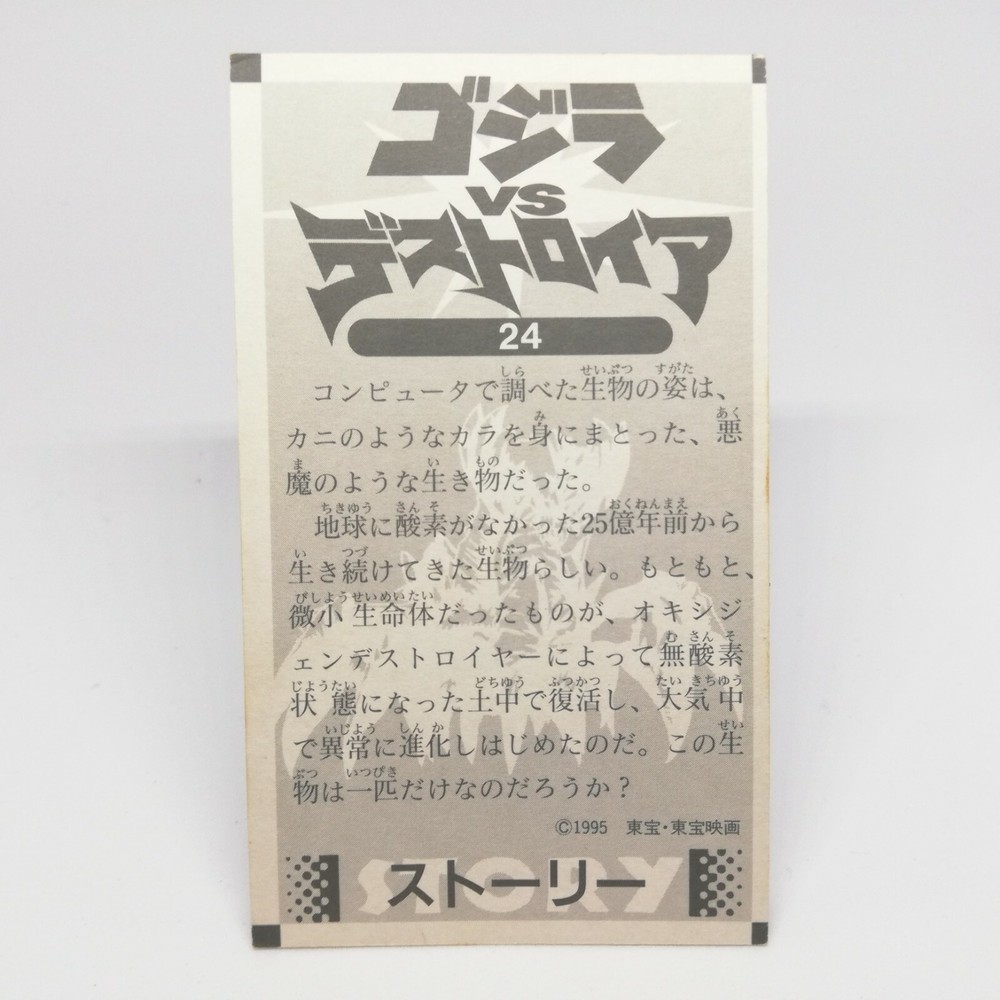 ゴジラ
VS
デストロイア
24
コンピュータで調べた生物の姿は、
カニのようなカラを身にまとった、悪
魔のような生き物だった。
地球に酸素がなかった25億年前から
生き続けてきた生物らしい。もともと、
微小生命体だったものが、オキシジ
ェンデストロイヤーによって無酸素
状態になった土中で復活し、大気中
で異常に進化しはじめたのだ。この生
物は一匹だけなのだろうか？
©1995 東宝・東宝映画
STORY
ストーリー